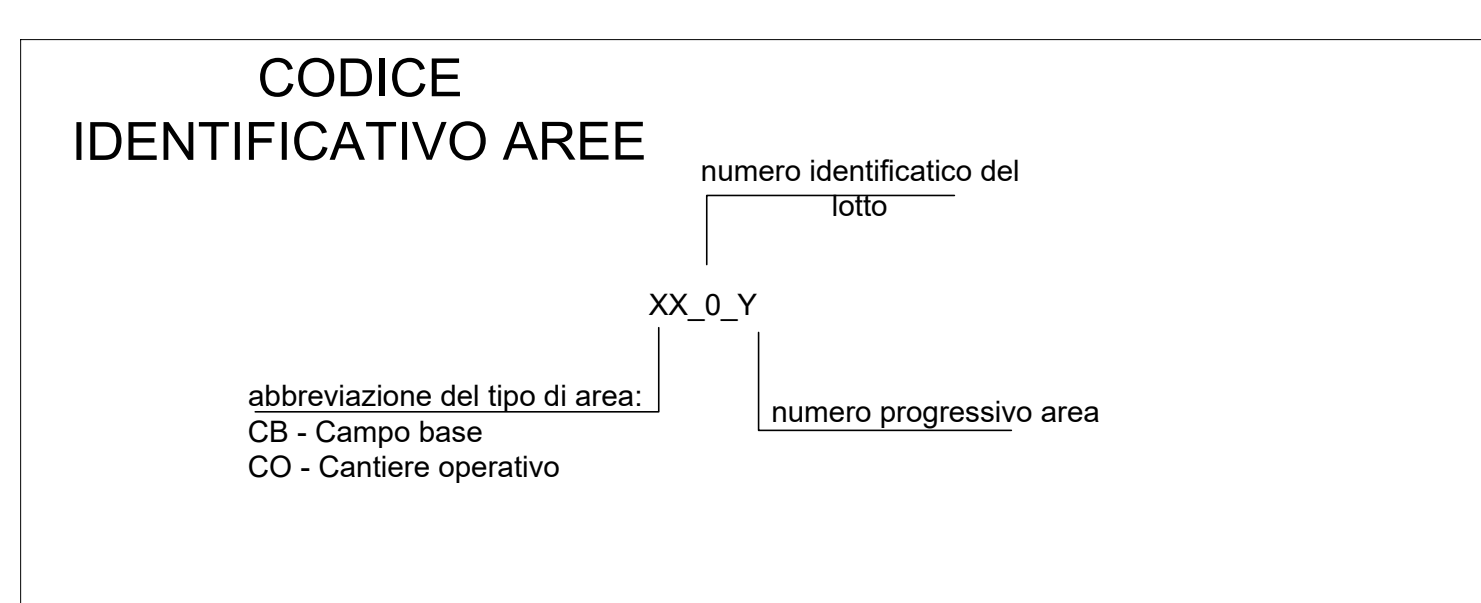 CODICE
IDENTIFICATIVO AREE
numero identificatico del
lotto
XX_0_Y
abbreviazione del tipo di area:
CB - Campo base
CO - Cantiere operativo
numero progressivo area